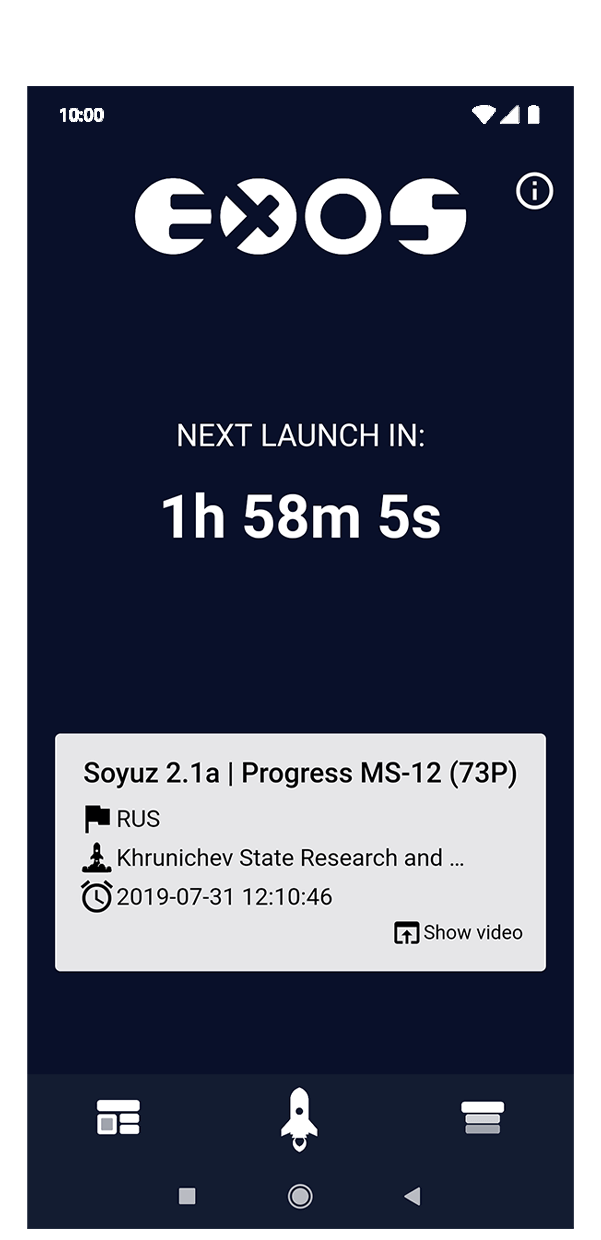 10:00
EXOS
NEXT LAUNCH IN:
1h 58m 5s
Soyuz 2.1a | Progress MS-12 (73P)
RUS
Khrunichev State Research and ...
2019-07-31 12:10:46
Show video